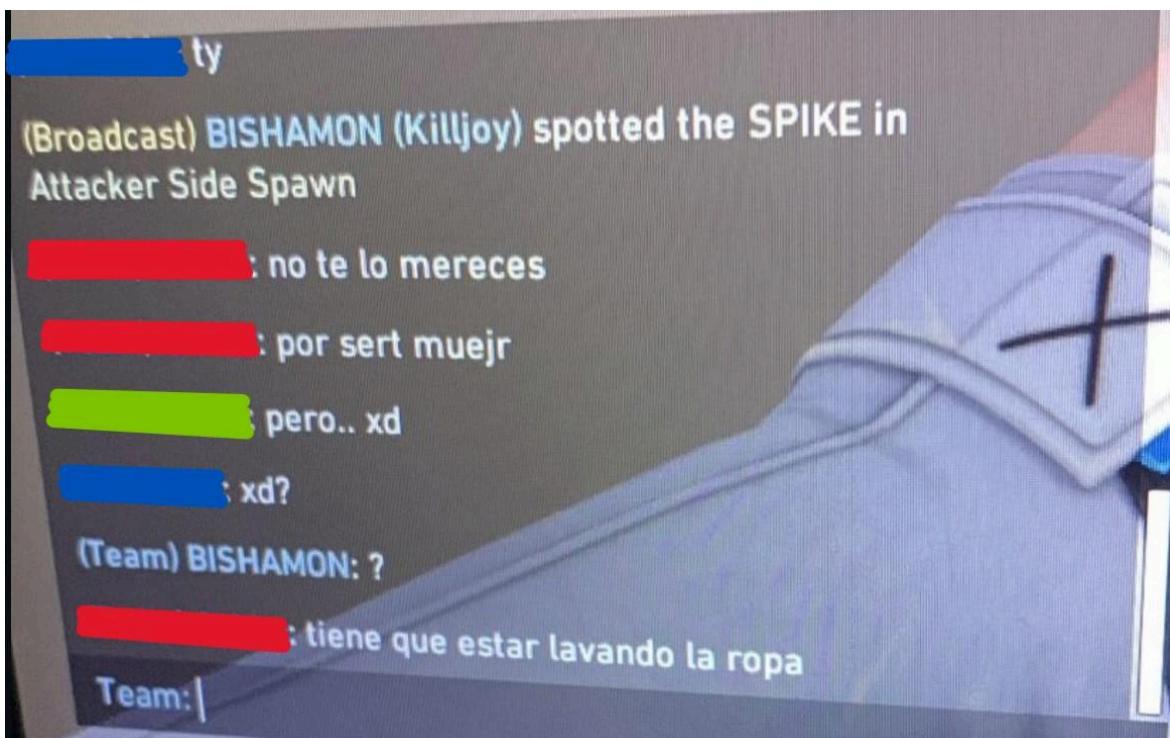 ty
(Broadcast) BISHAMON (Killjoy) spotted the SPIKE in
Attacker Side Spawn
: no te lo mereces
: por sert muejr
: pero.. xd
: xd?
(Team) BISHAMON: ?
: tiene que estar lavando la ropa
Team: